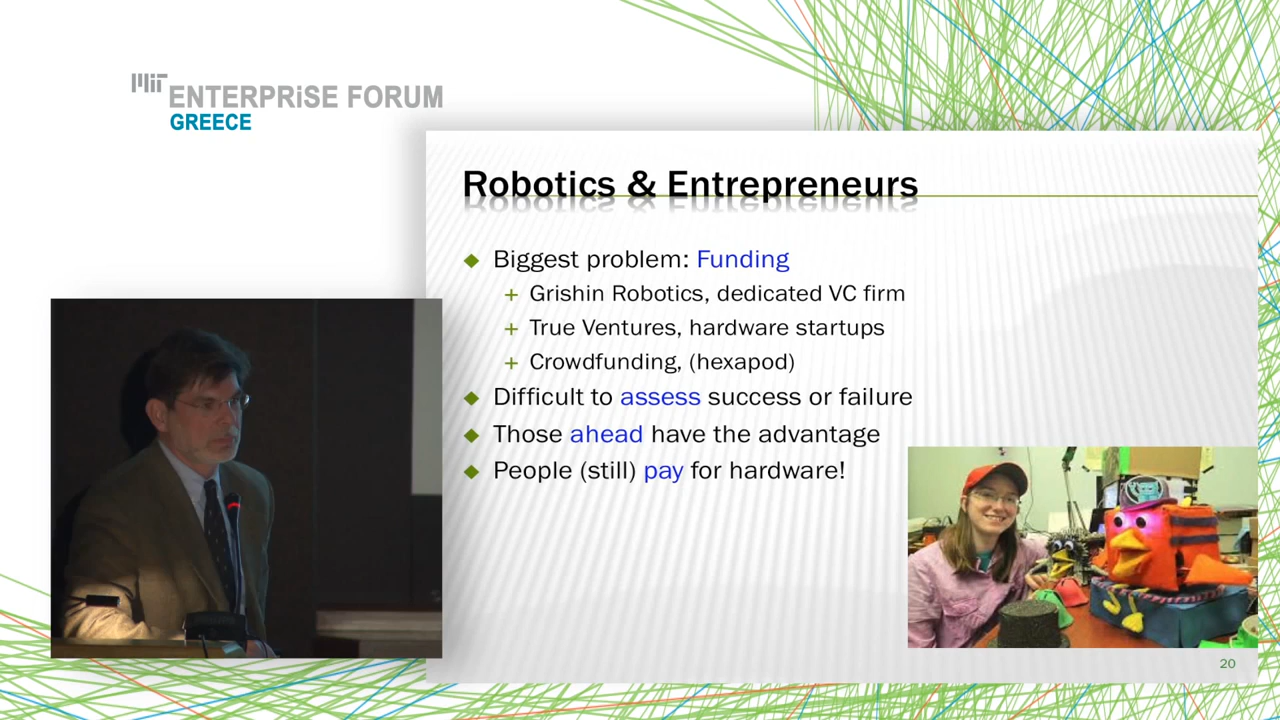 MIT
ENTERPRiSE FORUM
GREECE
Robotics & Entrepreneurs
Biggest problem: Funding
+ Grishin Robotics, dedicated VC firm
+ True Ventures, hardware startups
+ Crowdfunding, (hexapod)
Difficult to assess success or failure
Those ahead have the advantage
People (still) pay for hardware!
20